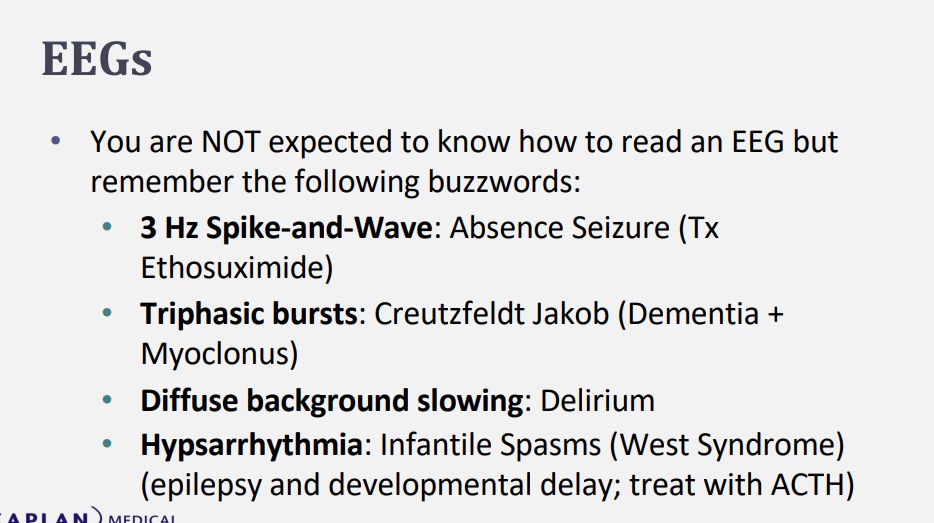 EEGs
• You are NOT expected to know how to read an EEG but
remember the following buzzwords:
• 3 Hz Spike-and-Wave: Absence Seizure (Tx
Ethosuximide)
• Triphasic bursts: Creutzfeldt Jakob (Dementia +
Myoclonus)
• Diffuse background slowing: Delirium
• Hypsarrhythmia: Infantile Spasms (West Syndrome)
(epilepsy and developmental delay; treat with ACTH)
KAPLAN MEDICAL